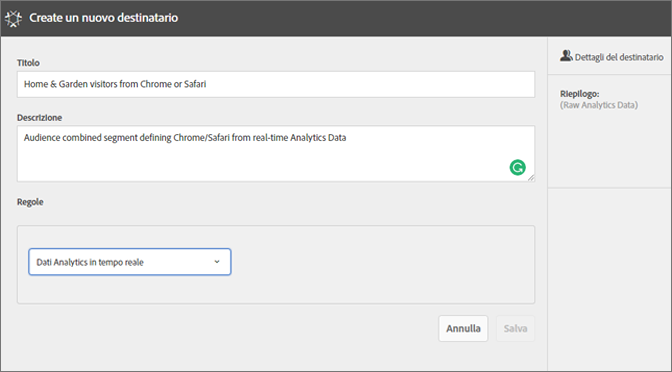 Create un nuovo destinatario
Titolo
Home & Garden visitors from Chrome or Safari
Descrizione
Audience combined segment defining Chrome/Safari from real-time Analytics Data
Regole
Dati Analytics in tempo reale
Annulla
Salva
Dettagli del destinatario
Riepilogo:
(Raw Analytics Data)